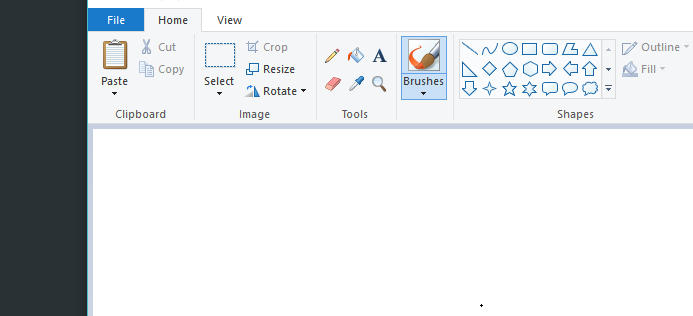 File Home View
Paste
Cut
Copy
Clipboard
Select
Crop
Resize
Rotate
Image
A
Tools
Brushes
Outline
Fill
Shapes